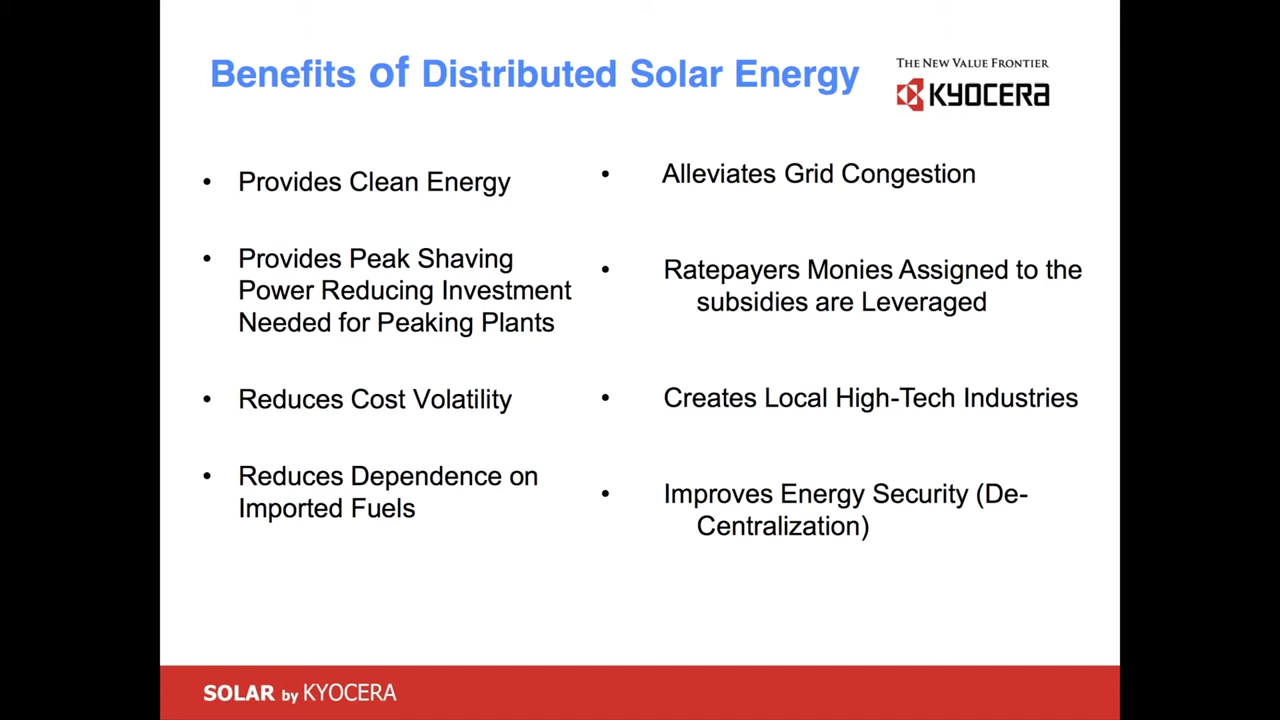 Benefits of Distributed Solar Energy
THE NEW VALUE FRONTIER
KYOCERA
• Provides Clean Energy
• Provides Peak Shaving
Power Reducing Investment
Needed for Peaking Plants
• Reduces Cost Volatility
• Reduces Dependence on
Imported Fuels
• Alleviates Grid Congestion
• Ratepayers Monies Assigned to the
subsidies are Leveraged
• Creates Local High-Tech Industries
• Improves Energy Security (De-
Centralization)
SOLAR by KYOCERA